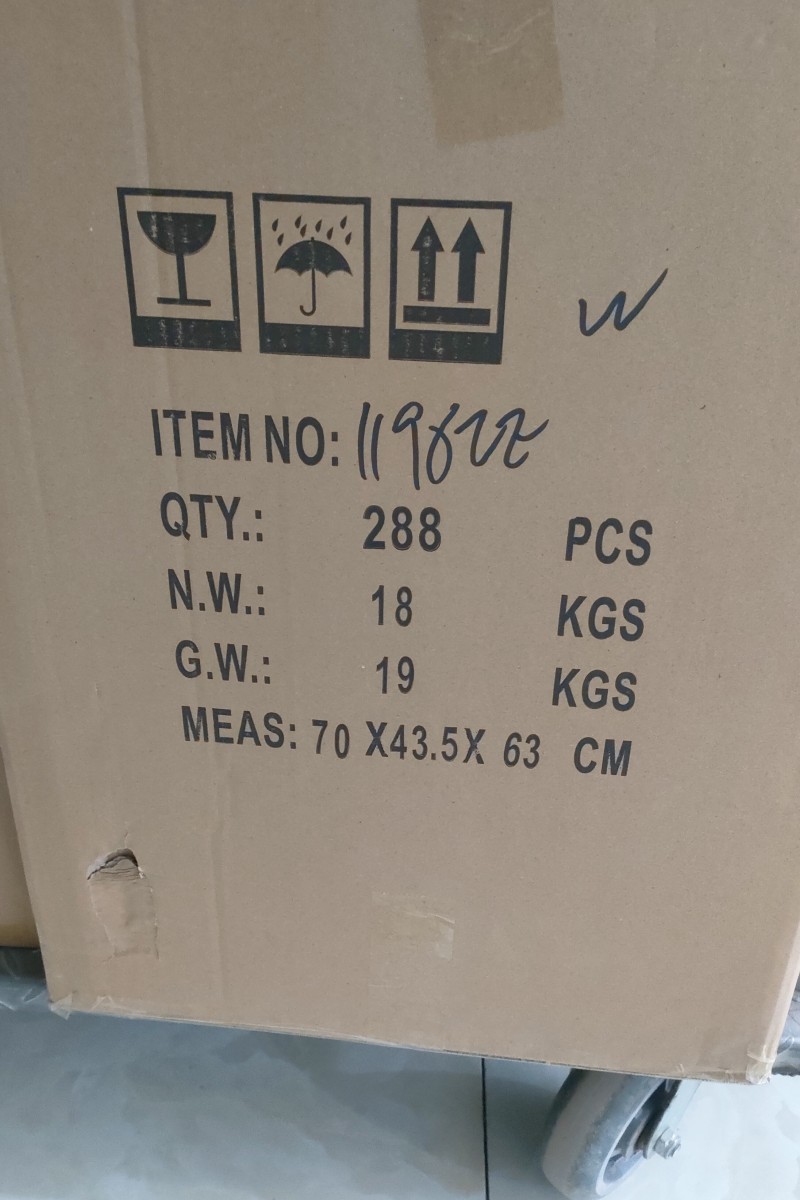 W
ITEM NO: 119822
QTY.: 288 PCS
N.W.: 18 KGS
G.W.: 19 KGS
MEAS: 70 X43.5X 63 CM